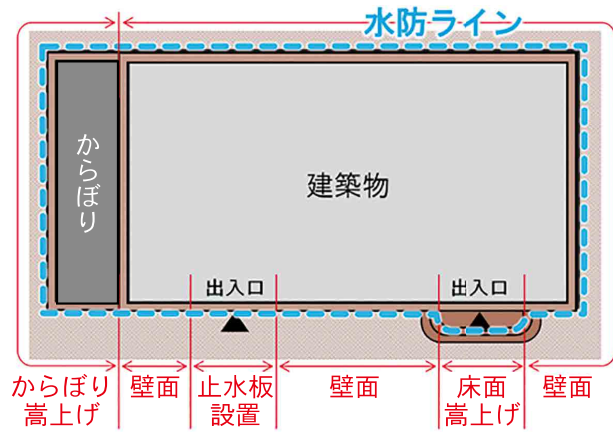 水防ライン
からぼり
建築物
出入口
出入口
からぼり
嵩上げ
壁面
止水板
設置
壁面
床面
嵩上げ
壁面